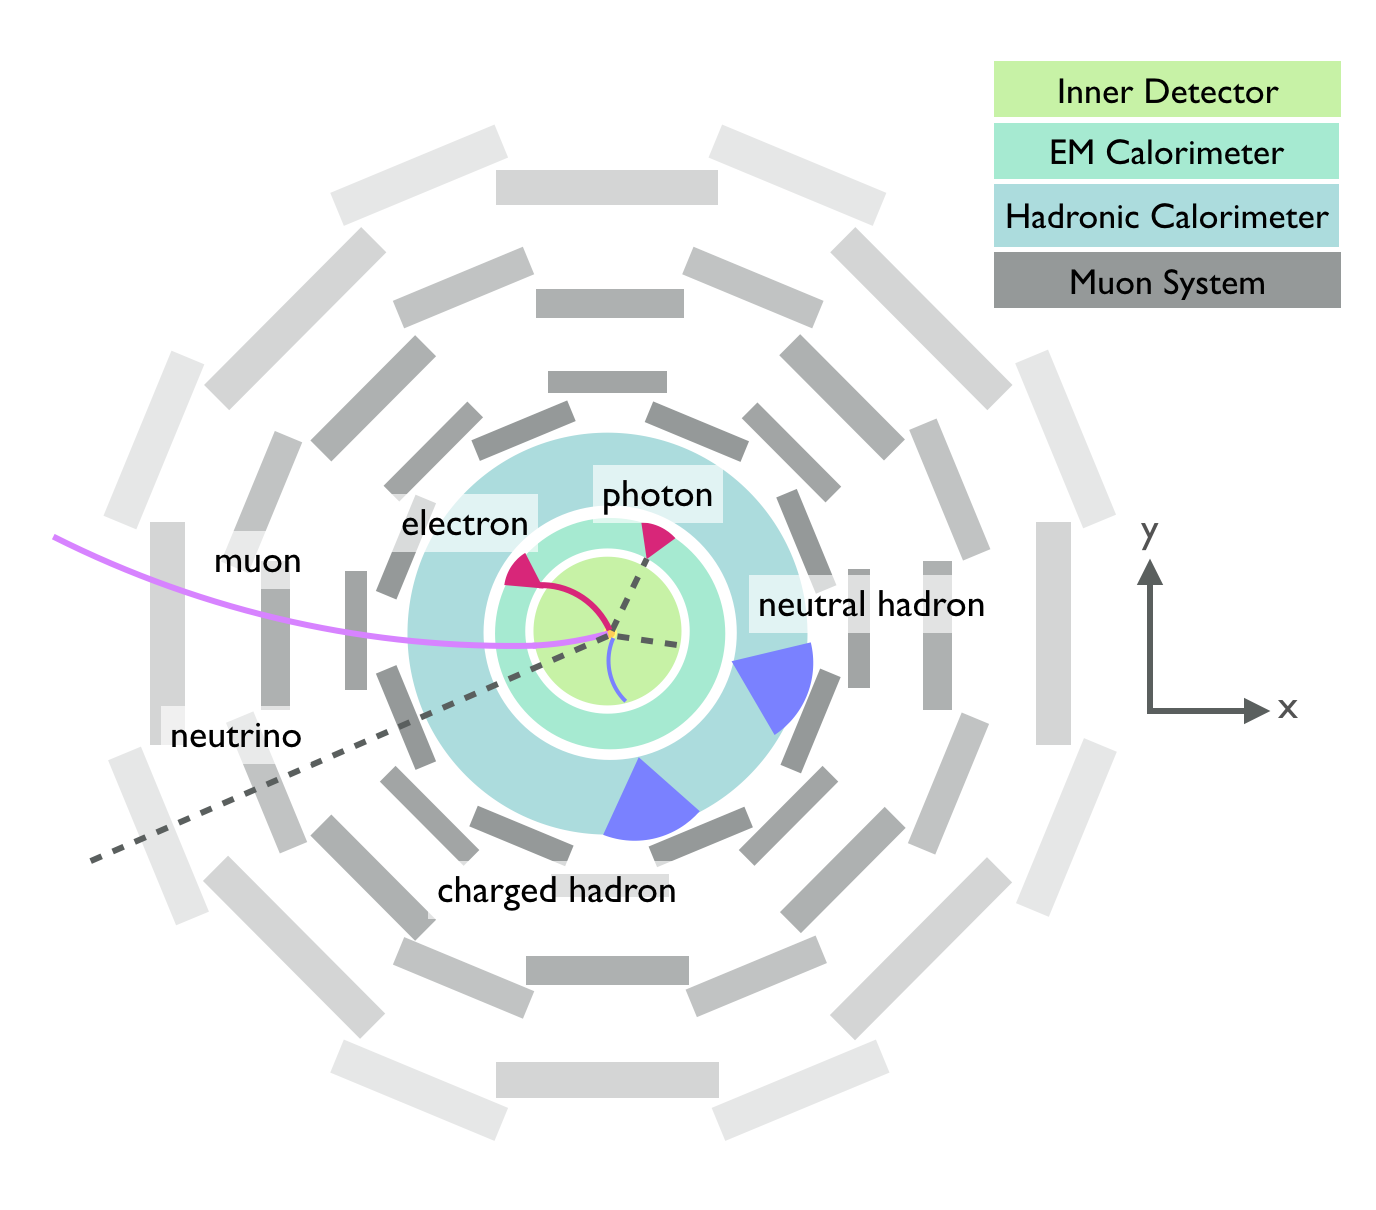 Inner Detector
EM Calorimeter
Hadronic Calorimeter
Muon System
photon
electron
muon
neutral hadron
neutrino
charged hadron
y
x